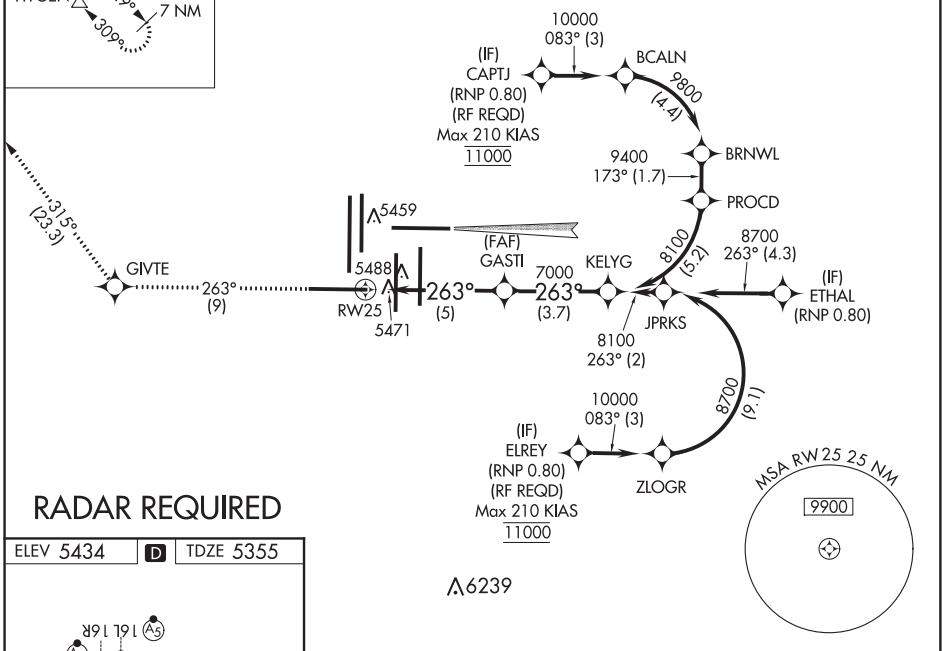 7 NM
309°
10000
083° (3)
(IF)
CAPTJ
(RNP 0.80)
(RF REQD)
Max 210 KIAS
11000
BCALN
9800
(4.4)
BRNWL
9400
173° (1.7)
PROCD
8100
(5.2)
8700
263° (4.3)
(IF)
ETHAL
(RNP 0.80)
315°
(23.3)
5459
(FAF)
GASTI
7000
KELYG
GIVTE
263°
(9)
5488
RW25
5471
263°
(5)
263°
(3.7)
JPRKS
8100
263° (2)
8700
(9.1)
10000
083° (3)
(IF)
ELREY
(RNP 0.80)
(RF REQD)
Max 210 KIAS
11000
ZLOGR
MSA RW25 25 NM
9900
RADAR REQUIRED
ELEV 5434 D TDZE 5355
6239
16L 16R
A5